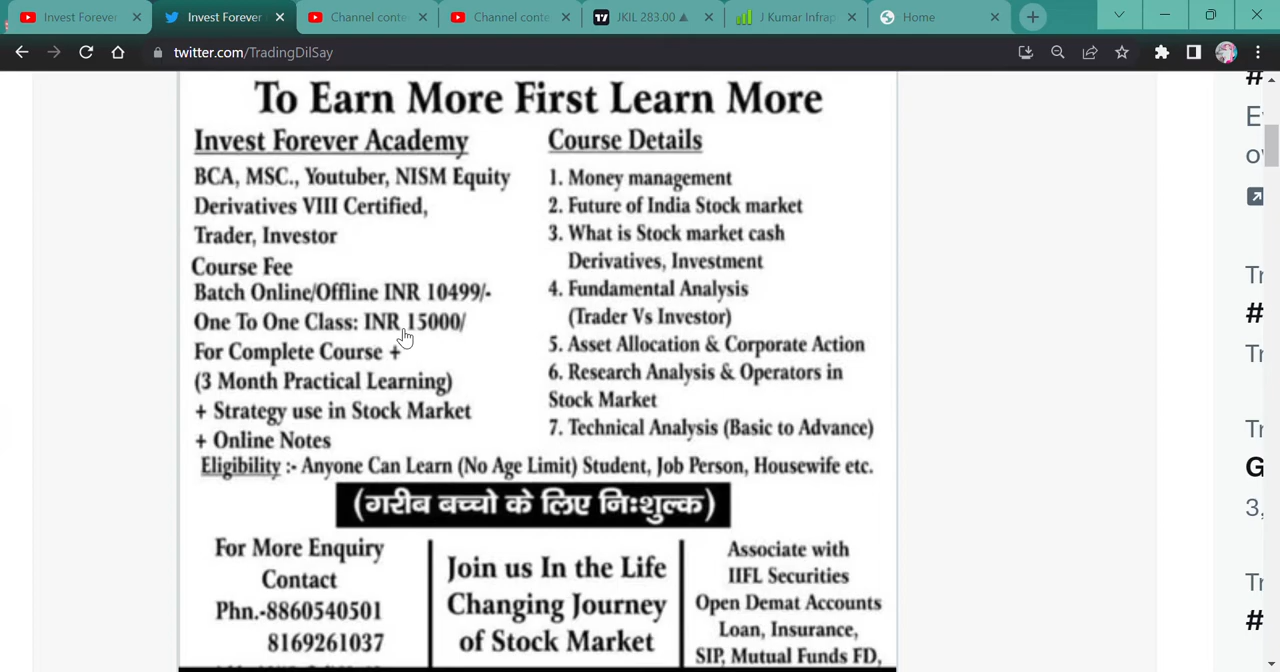 Invest Forever
Invest Forever
Channel conte
Channel conte
JKIL 283.00 ▲
J Kumar Infrap
Home
twitter.com/TradingDilSay
To Earn More First Learn More
Invest Forever Academy
BCA, MSC., Youtuber, NISM Equity
Derivatives VIII Certified,
Trader, Investor
Course Fee
Batch Online/Offline INR 10499/-
One To One Class: INR 15000/
For Complete Course +
(3 Month Practical Learning)
+ Strategy use in Stock Market
+ Online Notes
Course Details
1. Money management
2. Future of India Stock market
3. What is Stock market cash
Derivatives, Investment
4. Fundamental Analysis
(Trader Vs Investor)
5. Asset Allocation & Corporate Action
6. Research Analysis & Operators in
Stock Market
7. Technical Analysis (Basic to Advance)
Eligibility :- Anyone Can Learn (No Age Limit) Student, Job Person, Housewife etc.
(गरीब बच्चो के लिए निःशुल्क)
For More Enquiry
Contact
Phn.-8860540501
8169261037
Join us In the Life
Changing Journey
of Stock Market
Associate with
IIFL Securities
Open Demat Accounts
Loan, Insurance,
SIP, Mutual Funds FD,
#
Tr
#
Tr
Tr
G
3,
Tr
#